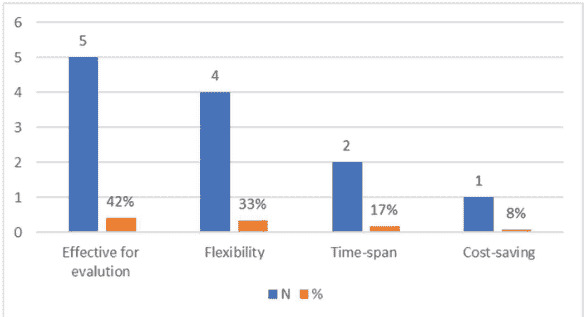 6
5
4
3
2
1
0
5
42%
4
33%
2
17%
1
8%
Effective for
evalution
Flexibility
Time-span
Cost-saving
N %